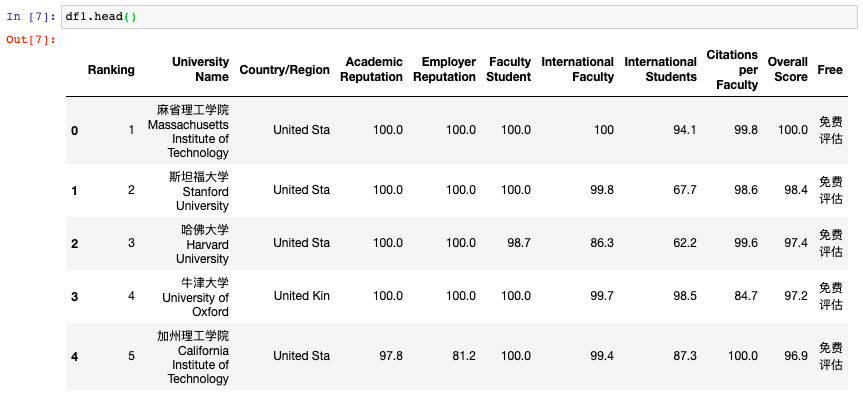 In [7]: df1.head()
Out[7]:
Ranking University Name Country/Region Academic Reputation Employer Reputation Faculty Student International Faculty International Students Citations per Faculty Overall Score Free
0 1 麻省理工学院 Massachusetts Institute of Technology United Sta 100.0 100.0 100.0 100 94.1 99.8 100.0 免费评估
1 2 斯坦福大学 Stanford University United Sta 100.0 100.0 100.0 99.8 67.7 98.6 98.4 免费评估
2 3 哈佛大学 Harvard University United Sta 100.0 100.0 98.7 86.3 62.2 99.6 97.4 免费评估
3 4 牛津大学 University of Oxford United Kin 100.0 100.0 100.0 99.7 98.5 84.7 97.2 免费评估
4 5 加州理工学院 California Institute of Technology United Sta 97.8 81.2 100.0 99.4 87.3 100.0 96.9 免费评估